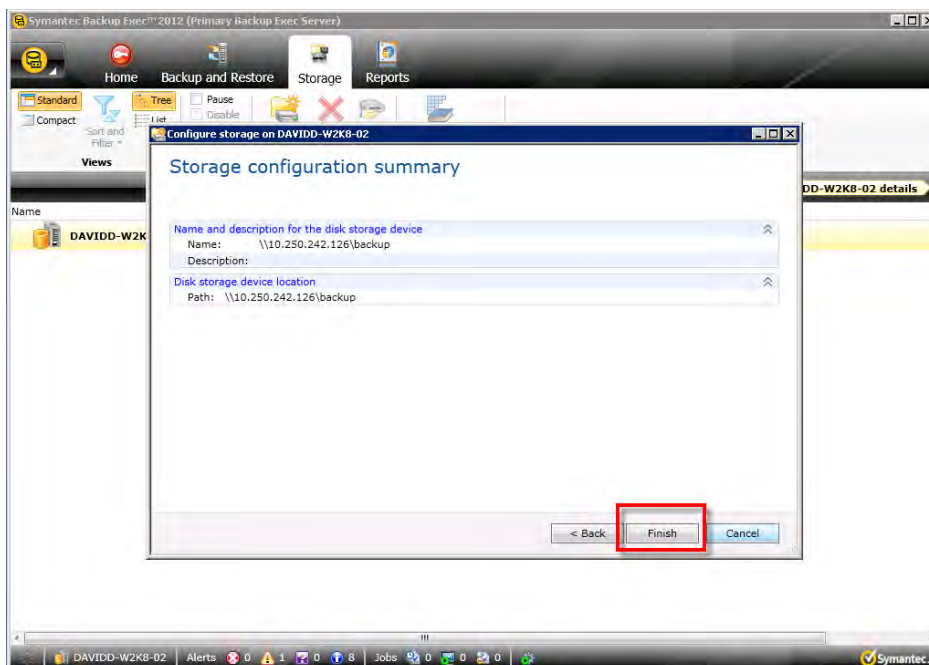 Symantec Backup Exec™ 2012 (Primary Backup Exec Server)
Home Backup and Restore Storage Reports
Standard Tree Pause
Compact List Disable
Sort and
Filter
Views
Configure storage on DAVIDD-W2K8-02
Storage configuration summary
DD-W2K8-02 details
Name
DAVIDD-W2K
Name and description for the disk storage device
Name: \\10.250.242.126\backup
Description:
Disk storage device location
Path: \\10.250.242.126\backup
< Back Finish Cancel
DAVIDD-W2K8-02 Alerts 0 1 0 8 Jobs 0 0 0 Symantec